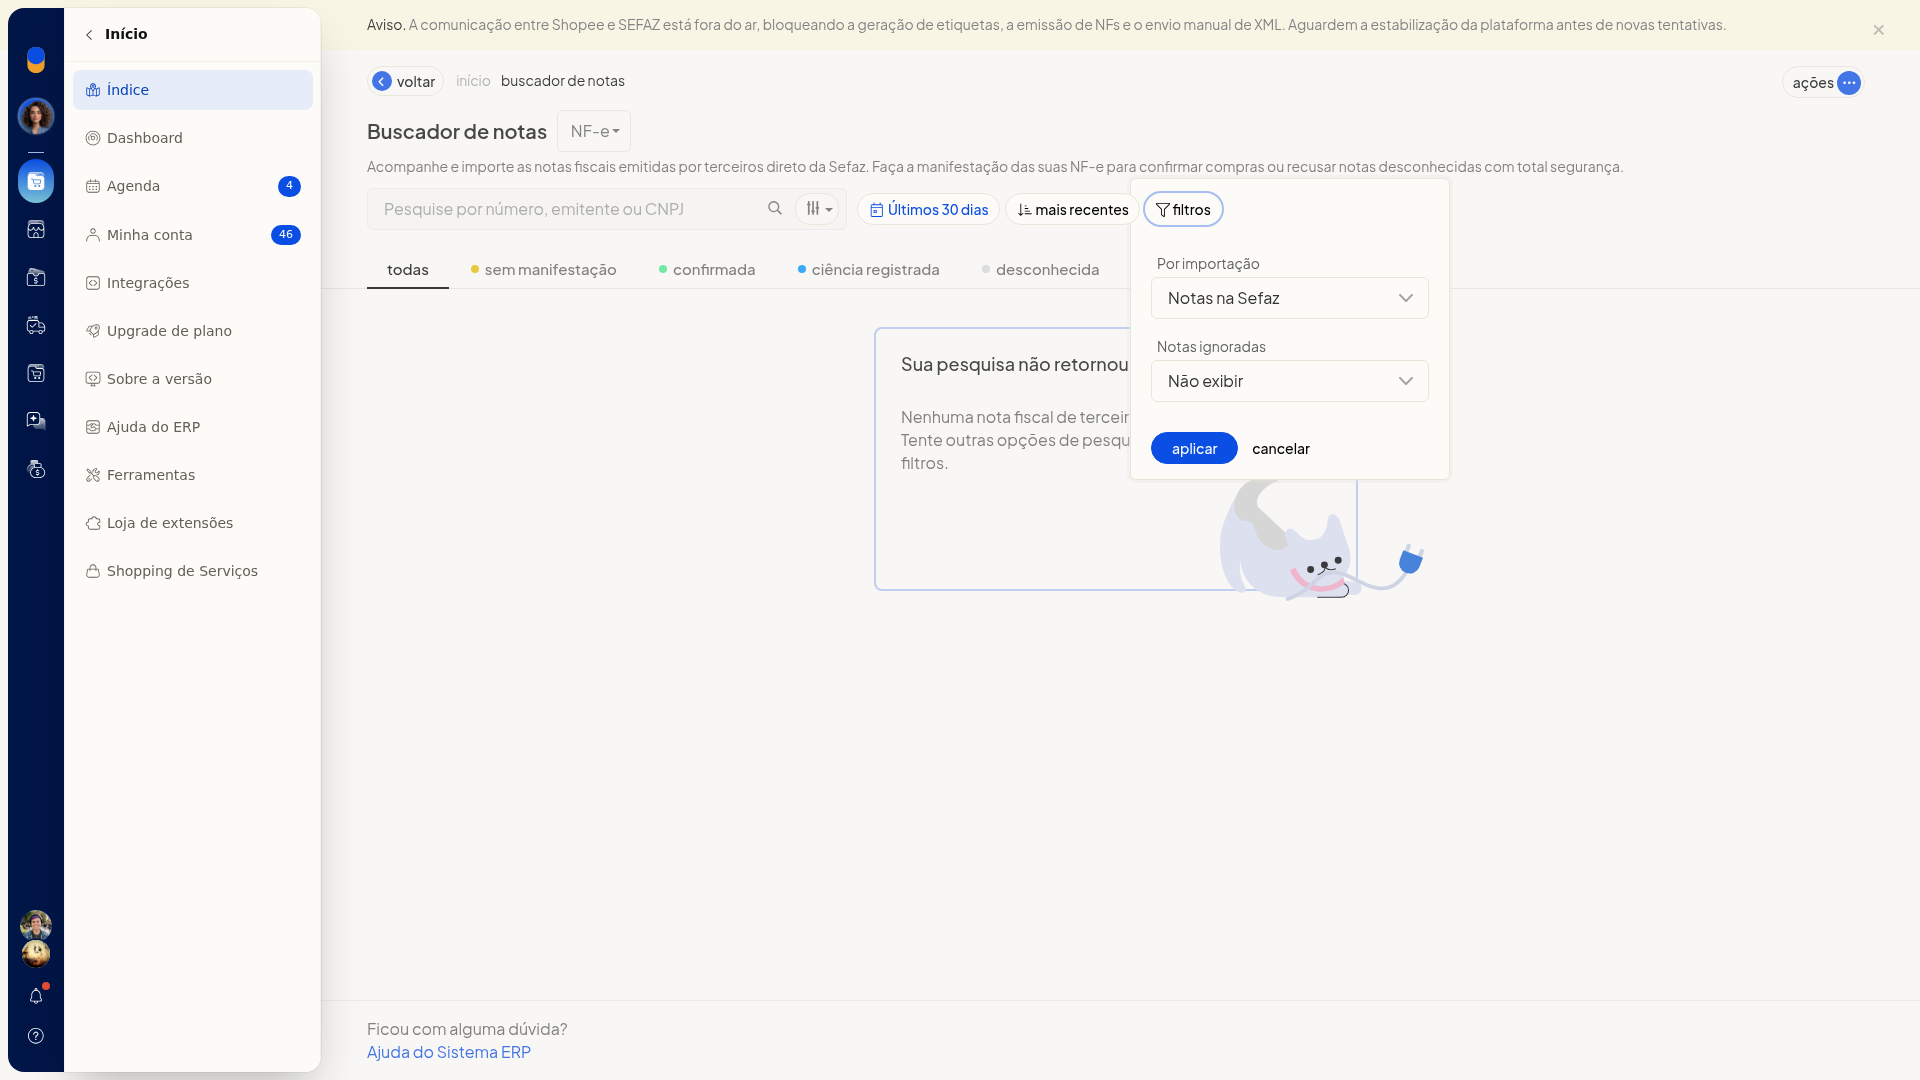 Aviso. A comunicação entre Shopee e SEFAZ está fora do ar, bloqueando a geração de etiquetas, a emissão de NFs e o envio manual de XML. Aguardem a estabilização da plataforma antes de novas tentativas.
Início
Índice
Dashboard
Agenda 4
Minha conta 46
Integrações
Upgrade de plano
Sobre a versão
Ajuda do ERP
Ferramentas
Loja de extensões
Shopping de Serviços
voltar início buscador de notas
ações
Buscador de notas NF-e
Acompanhe e importe as notas fiscais emitidas por terceiros direto da Sefaz. Faça a manifestação das suas NF-e para confirmar compras ou recusar notas desconhecidas com total segurança.
Pesquise por número, emitente ou CNPJ
Últimos 30 dias
mais recentes
filtros
todas
sem manifestação
confirmada
ciência registrada
desconhecida
Por importação
Notas na Sefaz
Notas ignoradas
Não exibir
aplicar cancelar
Sua pesquisa não retornou
Nenhuma nota fiscal de
Tente outras opções de
filtros.
Ficou com alguma dúvida?
Ajuda do Sistema ERP